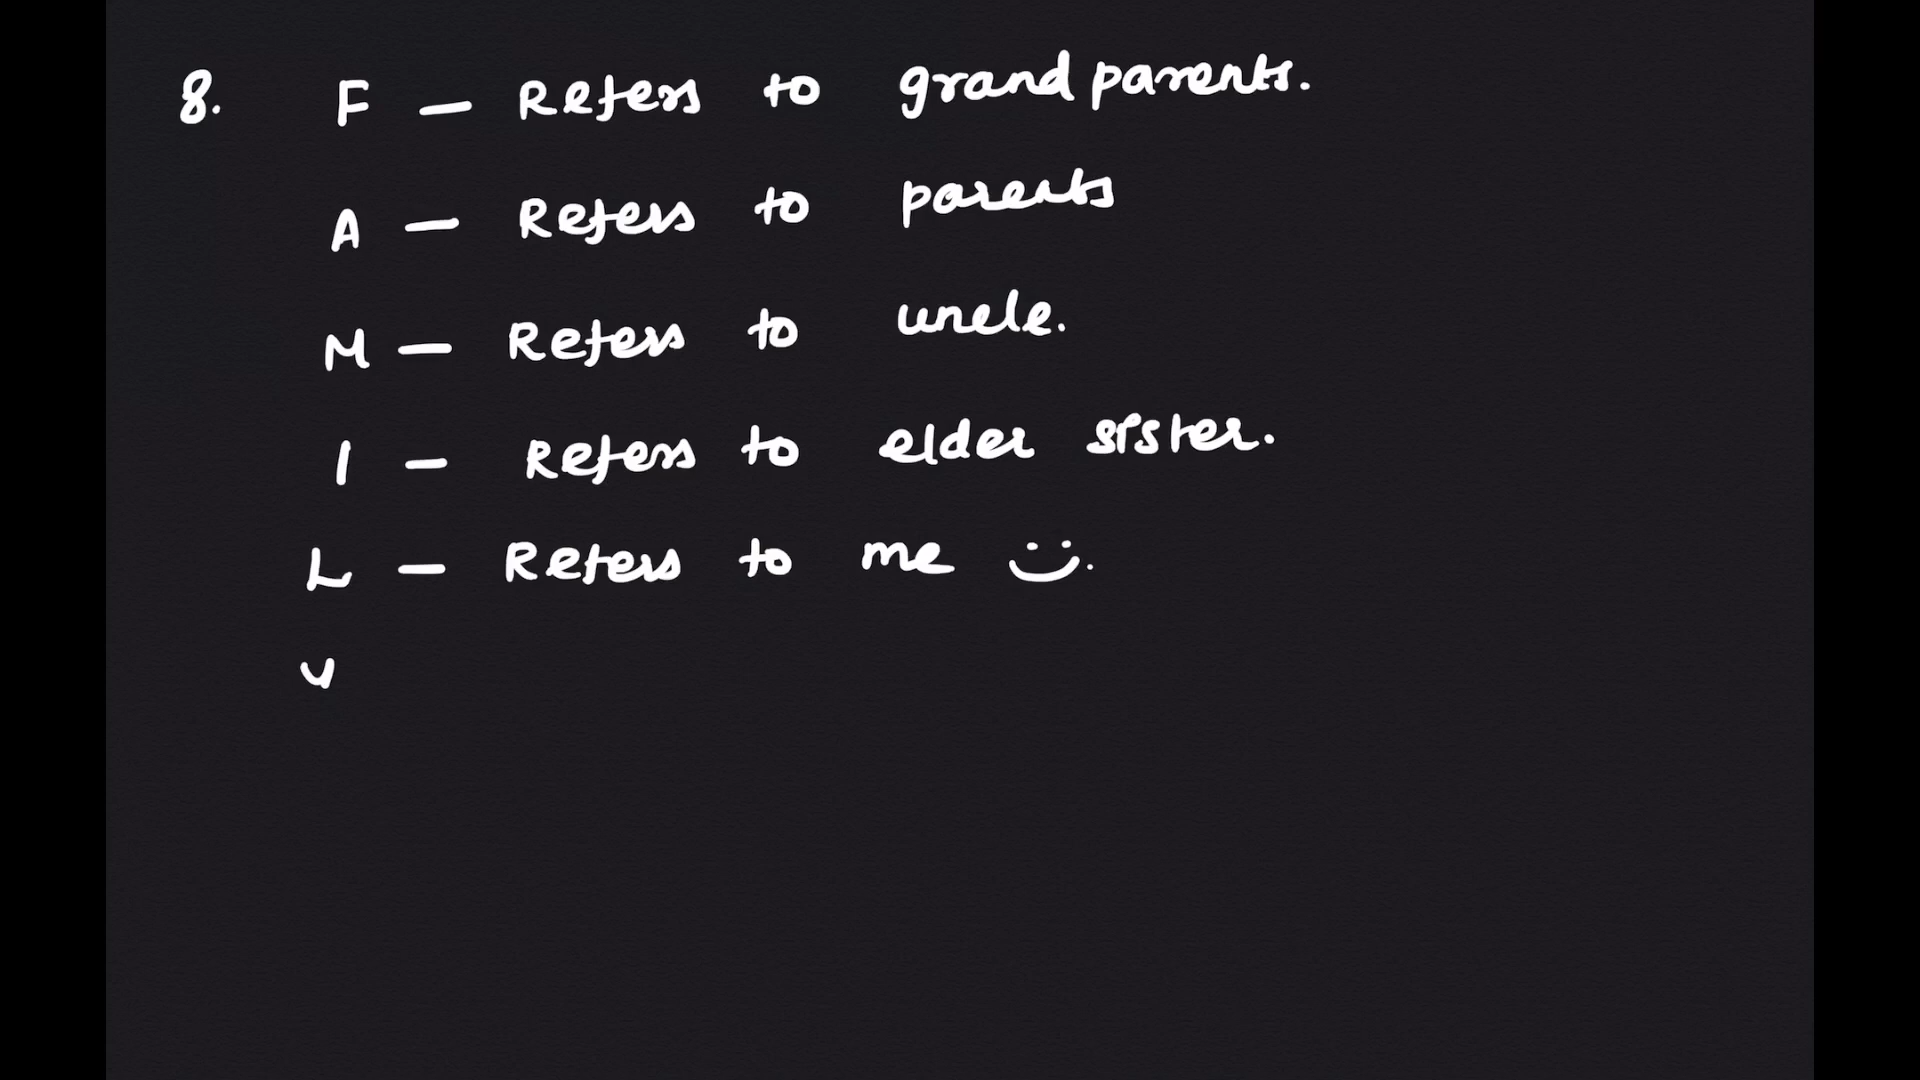 8. F — Refers to grand parents.
A — Refers to parents
M — Refers to uncle.
I — Refers to elder sister.
L — Refers to me :).